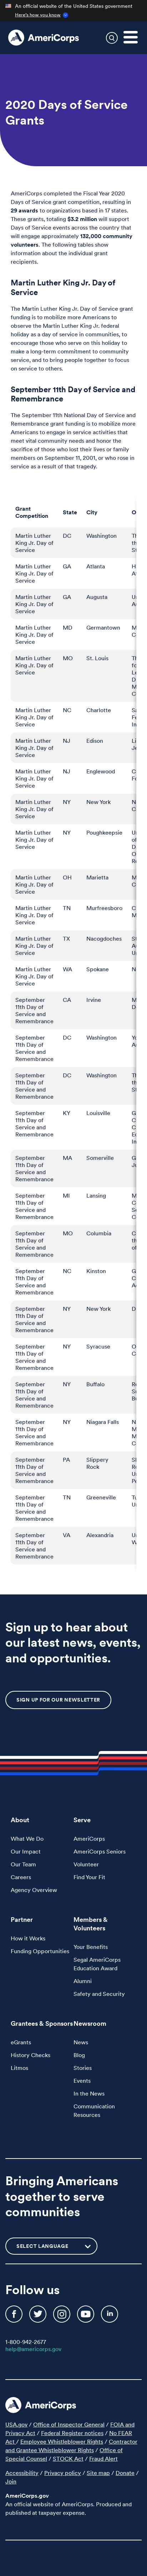 An official website of the United States government
Here's how you know
AmeriCorps
2020 Days of Service
Grants
AmeriCorps competed the Fiscal Year 2020
Days of Service grant competition, resulting in
29 awards to organizations based in 17 states.
These grants, totaling $3.2 million will support
Days of Service events across the country that
will engage approximately 132,000 community
volunteers. The following tables show
information about the individual grant
recipients.
Martin Luther King Jr. Day of
Service
The Martin Luther King Jr. Day of Service grant
funding is to mobilize more Americans to
observe the Martin Luther King Jr. federal
holiday as a day of service in communities, to
encourage those who serve on this holiday to
make a long-term commitment to community
service, and to bring people together to focus
on service to others.
September 11th Day of Service and
Remembrance
The September 11th National Day of Service and
Remembrance grant funding is to mobilize more
Americans to engage in service activities that
meet vital community needs and honor the
sacrifice of those who lost their lives or family
members on September 11, 2001, or who rose in
service as a result of that tragedy.
Grant
Competition State City O
Martin Luther King Jr. Day of Service DC Washington
Martin Luther King Jr. Day of Service GA Atlanta
Martin Luther King Jr. Day of Service GA Augusta
Martin Luther King Jr. Day of Service MD Germantown
Martin Luther King Jr. Day of Service MO St. Louis
Martin Luther King Jr. Day of Service NC Charlotte
Martin Luther King Jr. Day of Service NJ Edison
Martin Luther King Jr. Day of Service NJ Englewood
Martin Luther King Jr. Day of Service NY New York
Martin Luther King Jr. Day of Service NY Poughkeepsie
Martin Luther King Jr. Day of Service OH Marietta
Martin Luther King Jr. Day of Service TN Murfreesboro
Martin Luther King Jr. Day of Service TX Nacogdoches
Martin Luther King Jr. Day of Service WA Spokane
September 11th Day of Service and Remembrance CA Irvine
September 11th Day of Service and Remembrance DC Washington
September 11th Day of Service and Remembrance DC Washington
September 11th Day of Service and Remembrance KY Louisville
September 11th Day of Service and Remembrance MA Somerville
September 11th Day of Service and Remembrance MI Lansing
September 11th Day of Service and Remembrance MO Columbia
September 11th Day of Service and Remembrance NC Kinston
September 11th Day of Service and Remembrance NY New York
September 11th Day of Service and Remembrance NY Syracuse
September 11th Day of Service and Remembrance NY Buffalo
September 11th Day of Service and Remembrance NY Niagara Falls
September 11th Day of Service and Remembrance PA Slippery Rock
September 11th Day of Service and Remembrance TN Greeneville
September 11th Day of Service and Remembrance VA Alexandria
Sign up to hear about
our latest news, events,
and opportunities.
SIGN UP FOR OUR NEWSLETTER
About
What We Do
Our Impact
Our Team
Careers
Agency Overview
Serve
AmeriCorps
AmeriCorps Seniors
Volunteer
Find Your Fit
Partner
How it Works
Funding Opportunities
Members &
Volunteers
Your Benefits
Segal AmeriCorps
Education Award
Alumni
Safety and Security
Grantees & Sponsors
eGrants
History Checks
Litmos
Newsroom
News
Blog
Stories
Events
In the News
Communication
Resources
Bringing Americans
together to serve
communities
SELECT LANGUAGE
Follow us
1-800-942-2677
help@americorps.gov
AmeriCorps
USA.gov / Office of Inspector General / FOIA and
Privacy Act / Federal Register notices / No FEAR
Act / Employee Whistleblower Rights / Contractor
and Grantee Whistleblower Rights / Office of
Special Counsel / STOCK Act / Fraud Alert
Accessibility / Privacy policy / Site map / Donate /
Join
AmeriCorps.gov
An official website of AmeriCorps. Produced and
published at taxpayer expense.